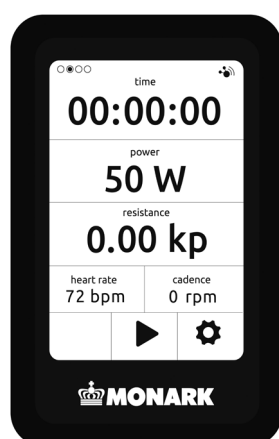 time
00:00:00
power
50 W
resistance
0.00 kp
heart rate cadence
72 bpm 0 rpm
MONARK